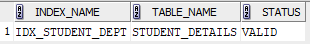 INDEX_NAME TABLE_NAME STATUS
1 IDX_STUDENT_DEPT STUDENT_DETAILS VALID